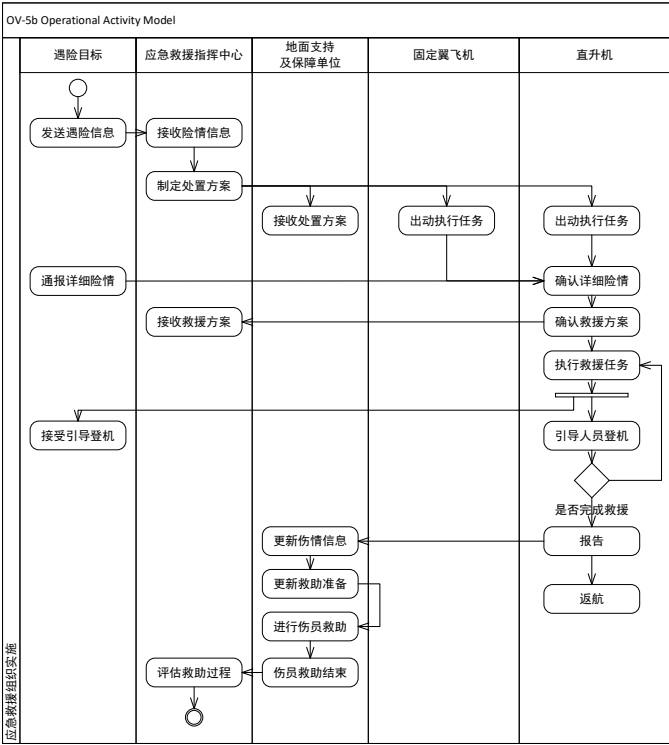 OV-5b Operational Activity Model
遇险目标
应急救援指挥中心
地面支持
及保障单位
固定翼飞机
直升机
发送遇险信息
接收险情信息
制定处置方案
接收处置方案
出动执行任务
出动执行任务
通报详细险情
确认详细险情
接收救援方案
确认救援方案
执行救援任务
接受引导登机
引导人员登机
是否完成救援
更新伤情信息
报告
更新救助准备
返航
进行伤员救助
评估救助过程
伤员救助结束
应急救援组织实施